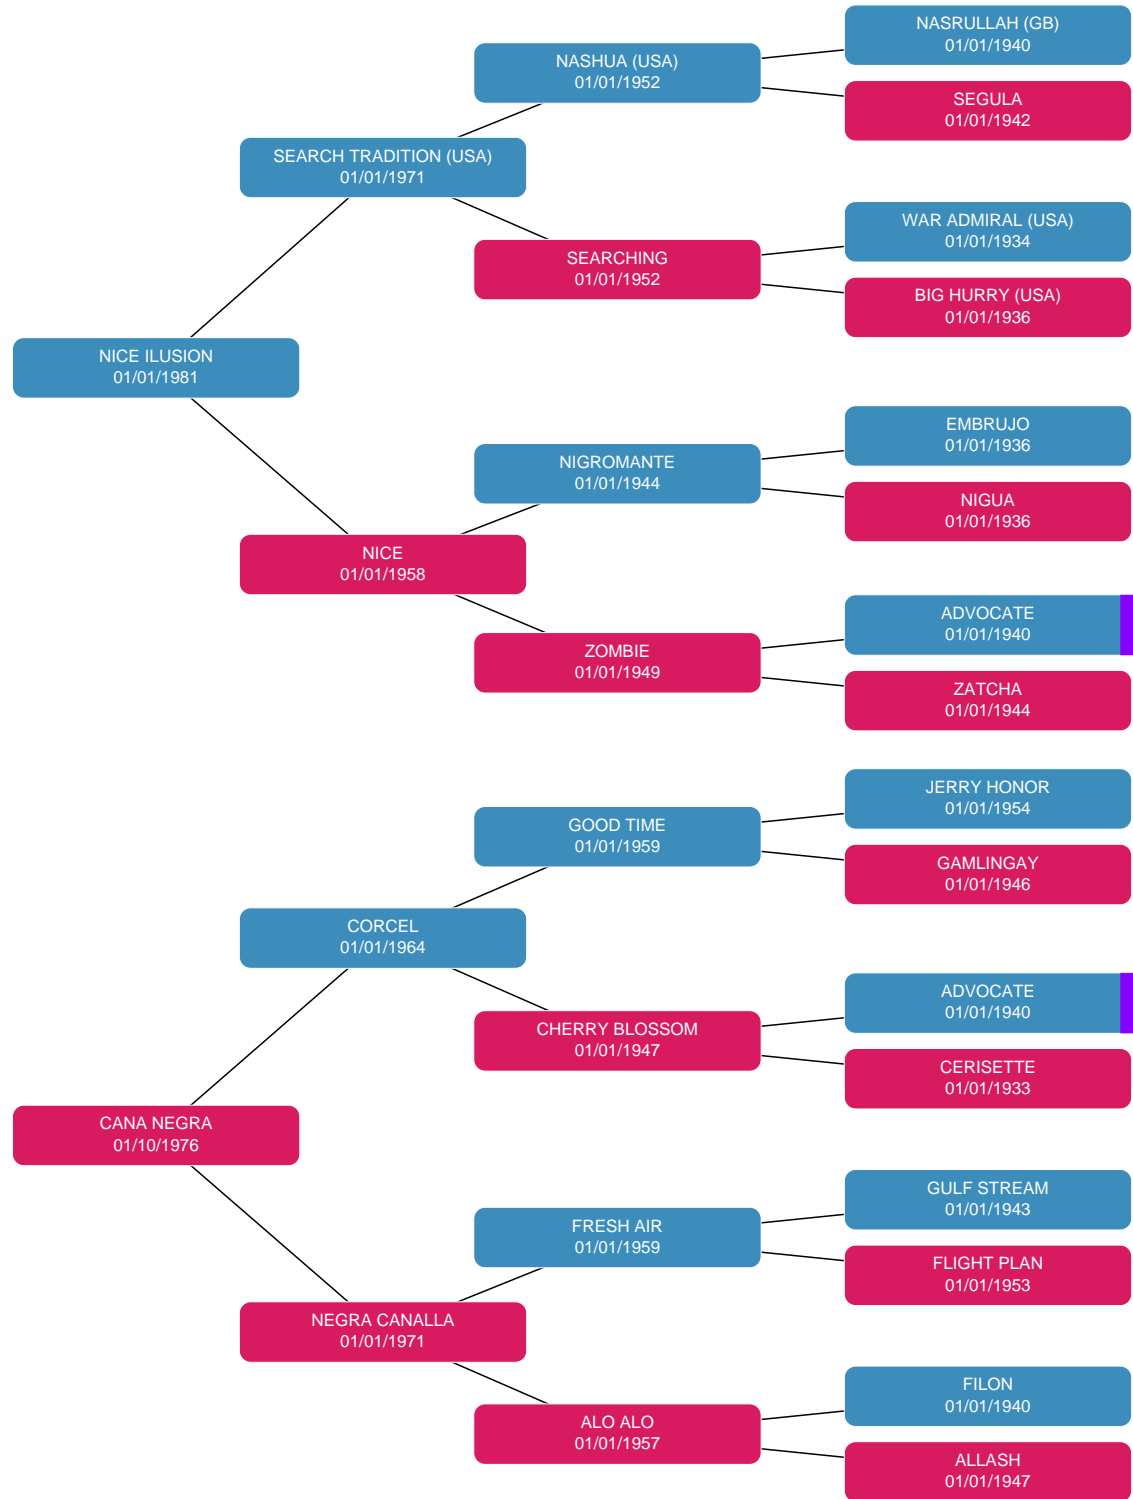 NASRULLAH (GB)
01/01/1940
NASHUA (USA)
01/01/1952
SEGULA
01/01/1942
SEARCH TRADITION (USA)
01/01/1971
WAR ADMIRAL (USA)
01/01/1934
SEARCHING
01/01/1952
BIG HURRY (USA)
01/01/1936
NICE ILUSION
01/01/1981
EMBRUJO
01/01/1936
NIGROMANTE
01/01/1944
NIGUA
01/01/1936
NICE
01/01/1958
ADVOCATE
01/01/1940
ZOMBIE
01/01/1949
ZATCHA
01/01/1944
JERRY HONOR
01/01/1954
GOOD TIME
01/01/1959
GAMLINGAY
01/01/1946
CORCEL
01/01/1964
ADVOCATE
01/01/1940
CHERRY BLOSSOM
01/01/1947
CERISETTE
01/01/1933
CANA NEGRA
01/10/1976
GULF STREAM
01/01/1943
FRESH AIR
01/01/1959
FLIGHT PLAN
01/01/1953
NEGRA CANALLA
01/01/1971
FILON
01/01/1940
ALO ALO
01/01/1957
ALLASH
01/01/1947